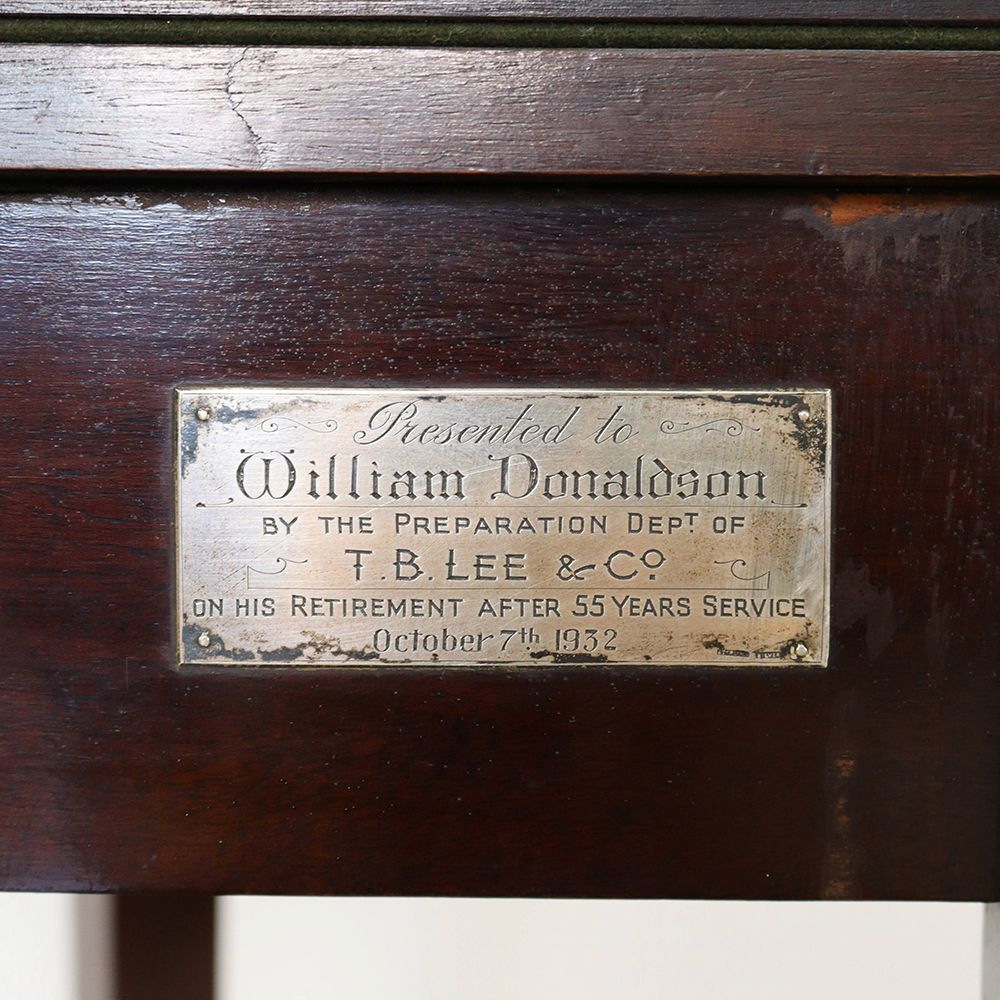 Presented to
William Donaldson
BY THE PREPARATION DEPT OF
T.B. LEE & Co
ON HIS RETIREMENT AFTER 55 YEARS SERVICE
October 7th 1932